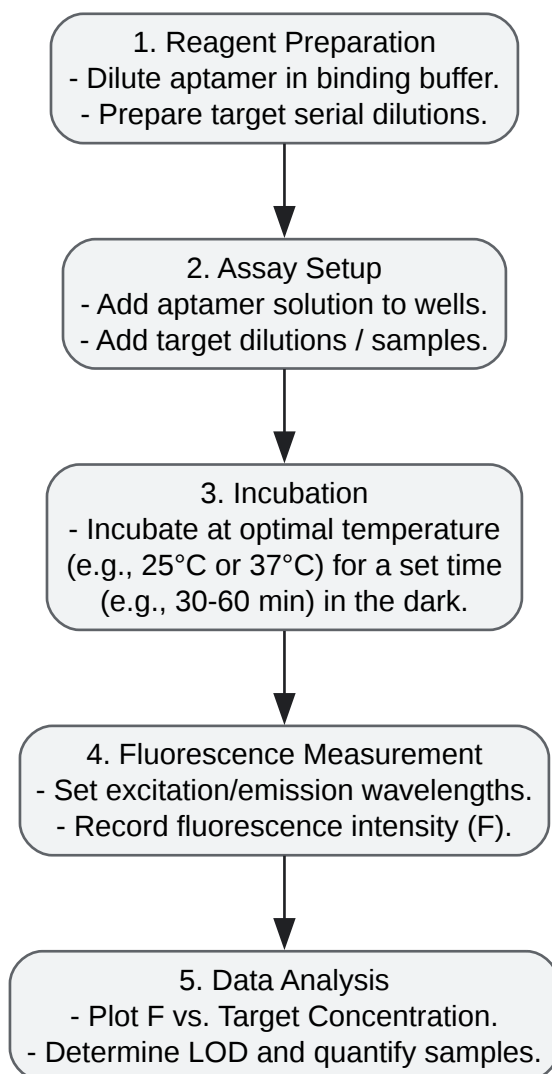 1. Reagent Preparation
- Dilute aptamer in binding buffer.
- Prepare target serial dilutions.
2. Assay Setup
- Add aptamer solution to wells.
- Add target dilutions / samples.
3. Incubation
- Incubate at optimal temperature
(e.g., 25°C or 37°C) for a set time
(e.g., 30-60 min) in the dark.
4. Fluorescence Measurement
- Set excitation/emission wavelengths.
- Record fluorescence intensity (F).
5. Data Analysis
- Plot F vs. Target Concentration.
- Determine LOD and quantify samples.